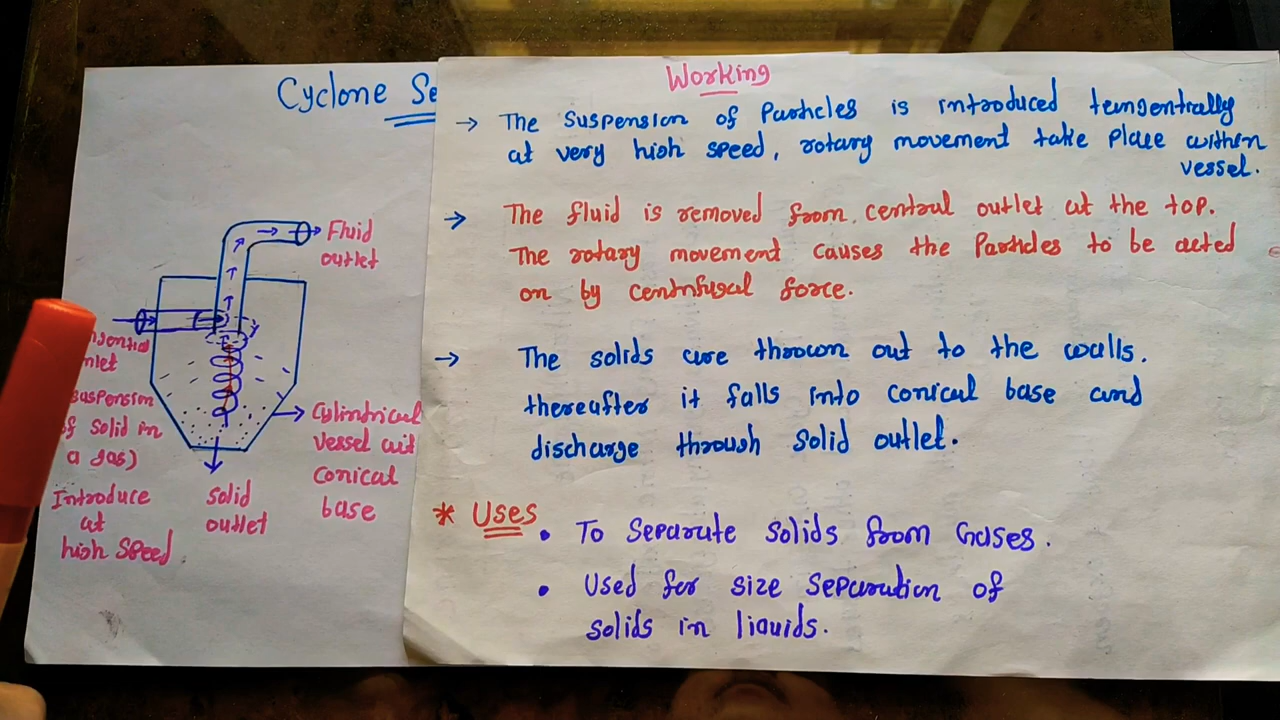 Cyclone Se
Fluid
outlet
ngential
nlet
suspension
of solid in
a gas)
Introduce
at
high speed
solid
outlet
Cylintrical
vessel wit
conical
base
Working
→ The suspension of Particles is introduced tengentrally
at very high speed, rotary movement take place within
vessel.
→ The fluid is removed from central outlet at the top.
The rotary movement causes the Particles to be acted
on by centrifugal force.
→ The solids are thrown out to the walls.
thereafter it falls into conical base and
discharge through solid outlet.
* Uses
• To Separate solids from Gases.
• Used for size separation of
solids in liquids.